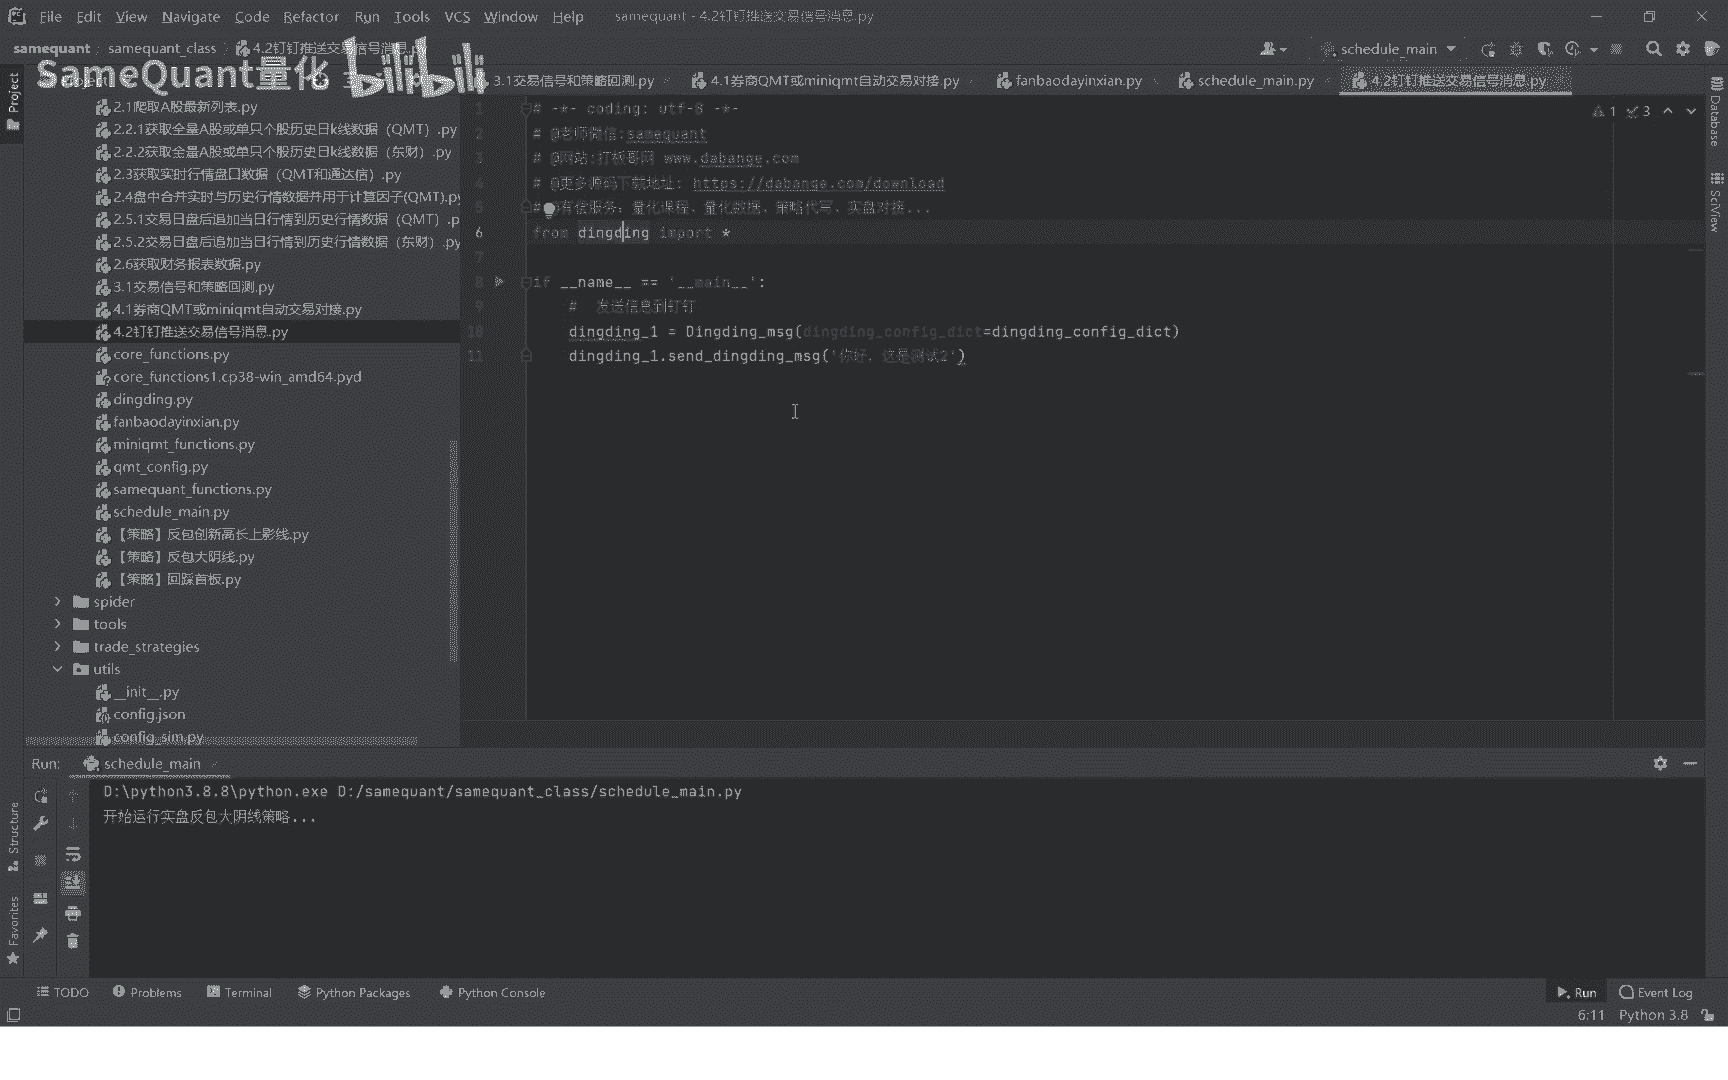 File Edit View Navigate Code Refactor Run Tools VCS Window Help samequant - 4.2钉钉推送交易信号消息.py
samequant samequant_class 4.2钉钉推送交易信号消息.py schedule_main
SameQuant量化 bilibili
3.1交易信号和策略回测.py 4.1券商QMT或miniqmt自动交易对接.py fanbaodayinxian.py schedule_main.py 4.2钉钉推送交易信号消息.py
Project
2.1爬取A股最新列表.py
2.2.1获取全量A股或单只个股历史日k线数据（QMT）.py
2.2.2获取全量A股或单只个股历史日k线数据（东财）.py
2.3获取实时行情盘口数据（QMT和通达信）.py
2.4盘中合并实时与历史行情数据并用于计算因子(QMT).py
2.5.1交易日盘后追加当日行情到历史行情数据（QMT）.p
2.5.2交易日盘后追加当日行情到历史行情数据（东财）.py
2.6获取财务报表数据.py
3.1交易信号和策略回测.py
4.1券商QMT或miniqmt自动交易对接.py
4.2钉钉推送交易信号消息.py
core_functions.py
core_functions1.cp38-win_amd64.pyd
dingding.py
fanbaodayinxian.py
miniqmt_functions.py
qmt_config.py
samequant_functions.py
schedule_main.py
【策略】反包创新高长上影线.py
【策略】反包大阴线.py
【策略】回踩首板.py
spider
tools
trade_strategies
utils
__init__.py
config.json
config_sim.py
1 # -*- coding: utf-8 -*-
2 # @老师微信:samequant
3 # @网站:打板哥网 www.dabange.com
4 # @更多源码下载地址: https://dabange.com/download
5 # 有偿服务：量化课程、量化数据、策略代写、实盘对接...
6 from dingding import *
7
8 if __name__ == '__main__':
9 # 发送信息到钉钉
10 dingding_1 = Dingding_msg(dingding_config_dict=dingding_config_dict)
11 dingding_1.send_dingding_msg('你好，这是测试2')
1 3
Database
SciView
Run: schedule_main
D:\python3.8.8\python.exe D:/samequant/samequant_class/schedule_main.py
开始运行实盘反包大阴线策略...
Structure
Favorites
TODO Problems Terminal Python Packages Python Console Run Event Log
6:11 Python 3.8